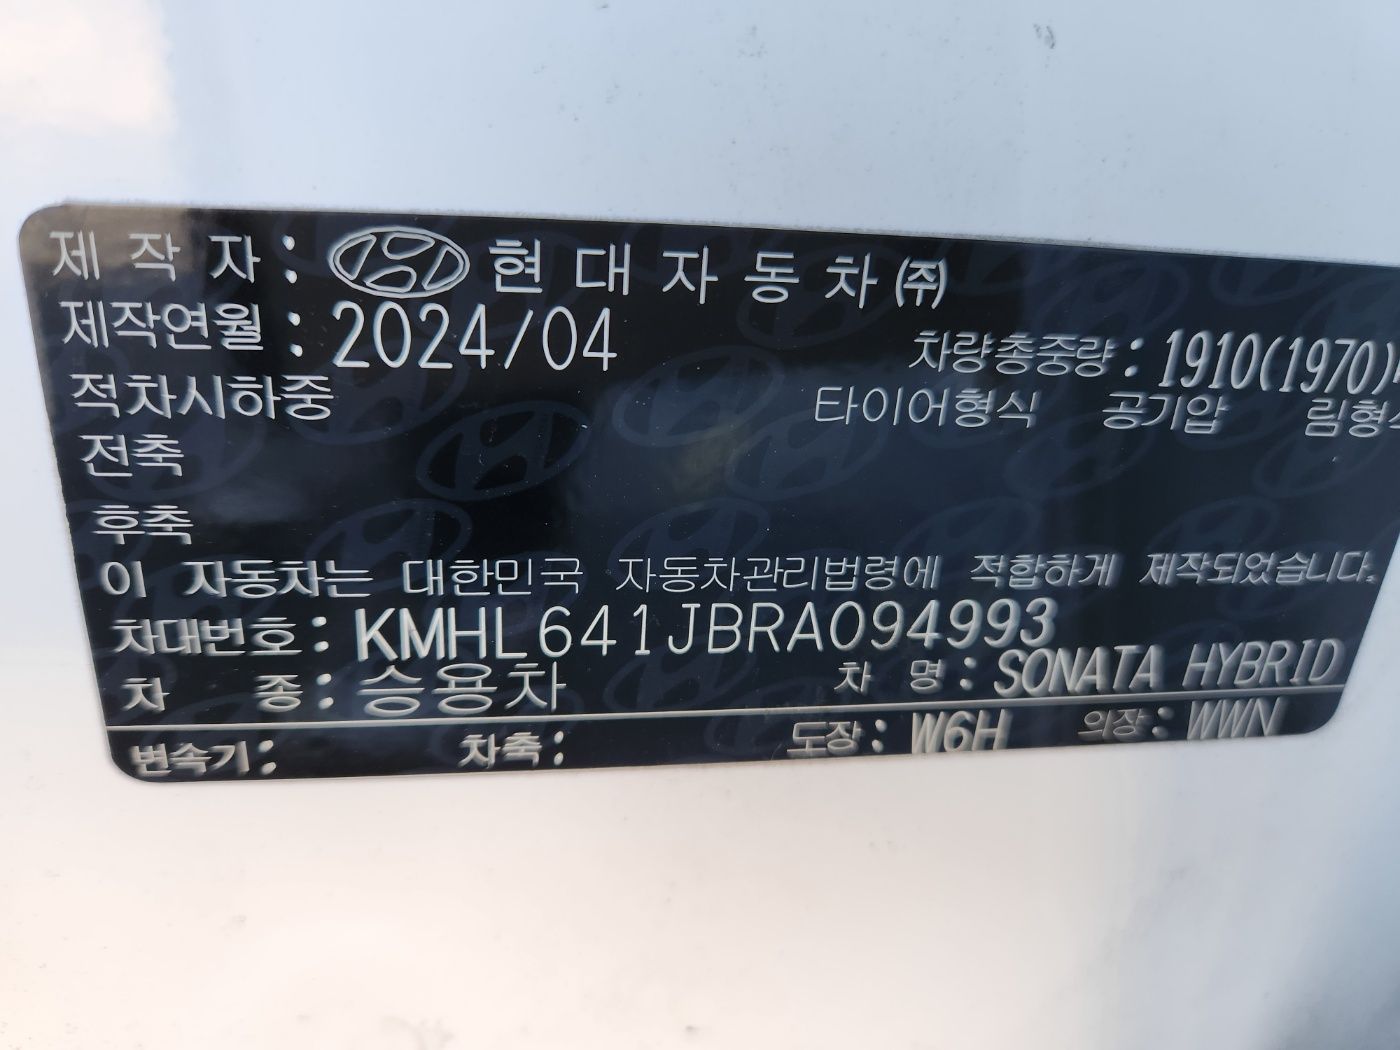 제 작 자 : 현 대 자 동 차 ㈜
제작연월 : 2024/04
차량총중량 : 1910(1970)
적차시하중 타이어형식 공기압 림형
전축
후축
이 자동차는 대한민국 자동차관리법령에 적합하게 제작되었습니다.
차대번호 : KMHL641JBRA094993
차 종 : 승용차 차 명 : SONATA HYBRID
변속기 : 차축 : 도장 : W6H 의장 : WWN